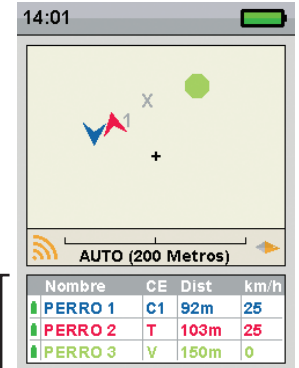 14:01
X
1
AUTO (200 Metros)
Nombre CE Dist km/h
PERRO 1 C1 92m 25
PERRO 2 T 103m 25
PERRO 3 V 150m 0